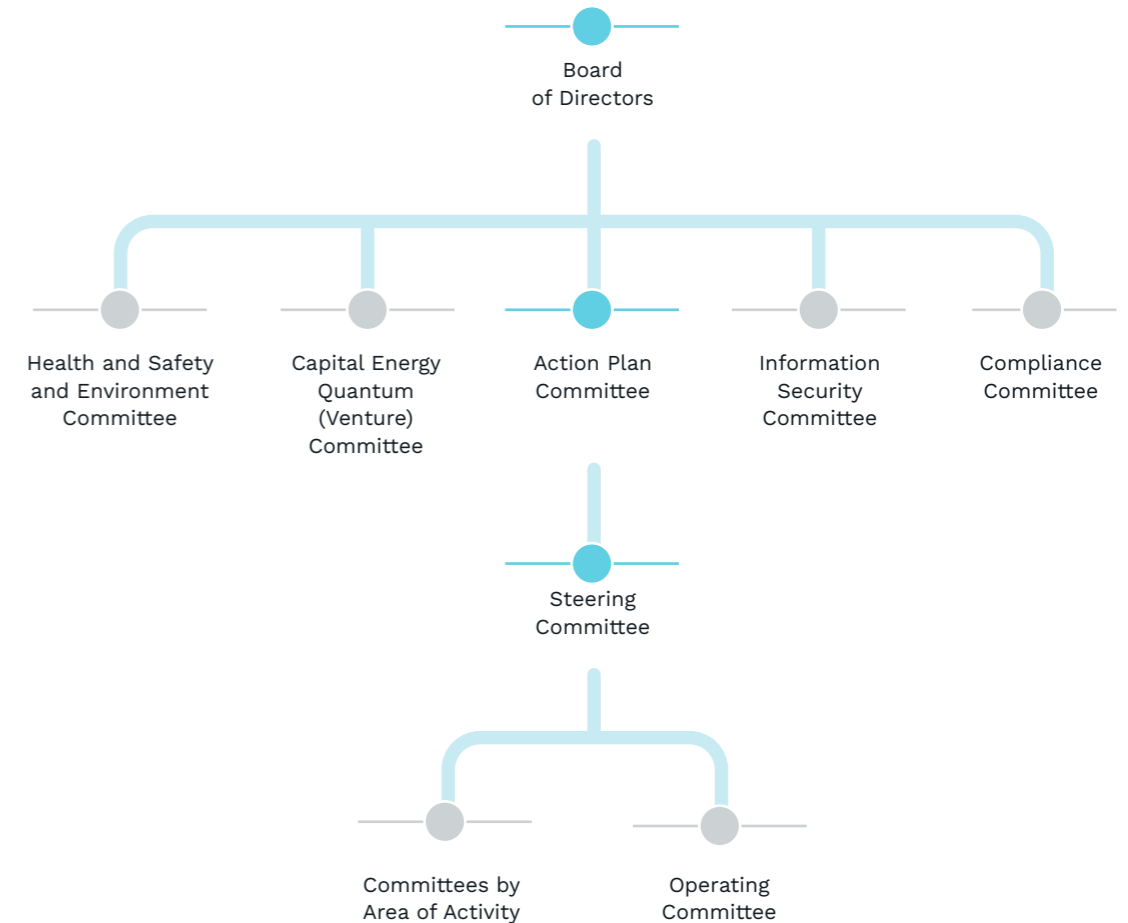 Board
of Directors
Health and Safety
and Environment
Committee
Capital Energy
Quantum
(Venture)
Committee
Action Plan
Committee
Information
Security
Committee
Compliance
Committee
Steering
Committee
Committees by
Area of Activity
Operating
Committee